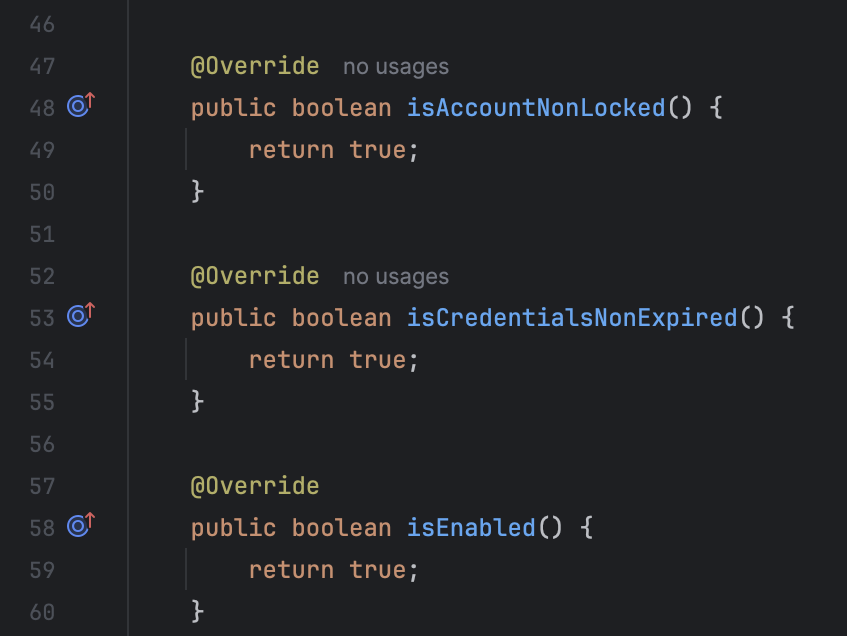 46
47 @Override no usages
48 public boolean isAccountNonLocked() {
49 return true;
50 }
51
52 @Override no usages
53 public boolean isCredentialsNonExpired() {
54 return true;
55 }
56
57 @Override
58 public boolean isEnabled() {
59 return true;
60 }